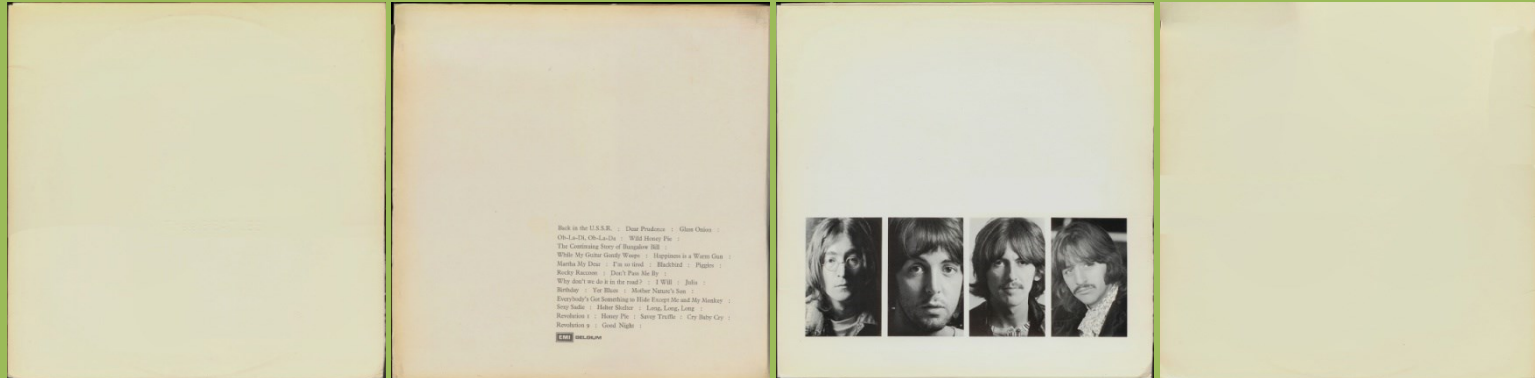 Back in the U.S.S.R. : Dear Prudence : Glass Onion :
Ob-La-Di, Ob-La-Da : Wild Honey Pie :
The Continuing Story of Bungalow Bill :
While My Guitar Gently Weeps : Happiness is a Warm Gun :
Martha My Dear : I'm so tired : Blackbird : Piggies :
Rocky Raccoon : Don't Pass Me By :
Why don't we do it in the road? : I Will : Julia :
Birthday : Yer Blues : Mother Nature's Son :
Everybody's Got Something to Hide Except Me and My Monkey :
Sexy Sadie : Helter Skelter : Long, Long, Long :
Revolution 1 : Honey Pie : Savoy Truffle : Cry Baby Cry :
Revolution 9 : Good Night :
EMI BELGIUM